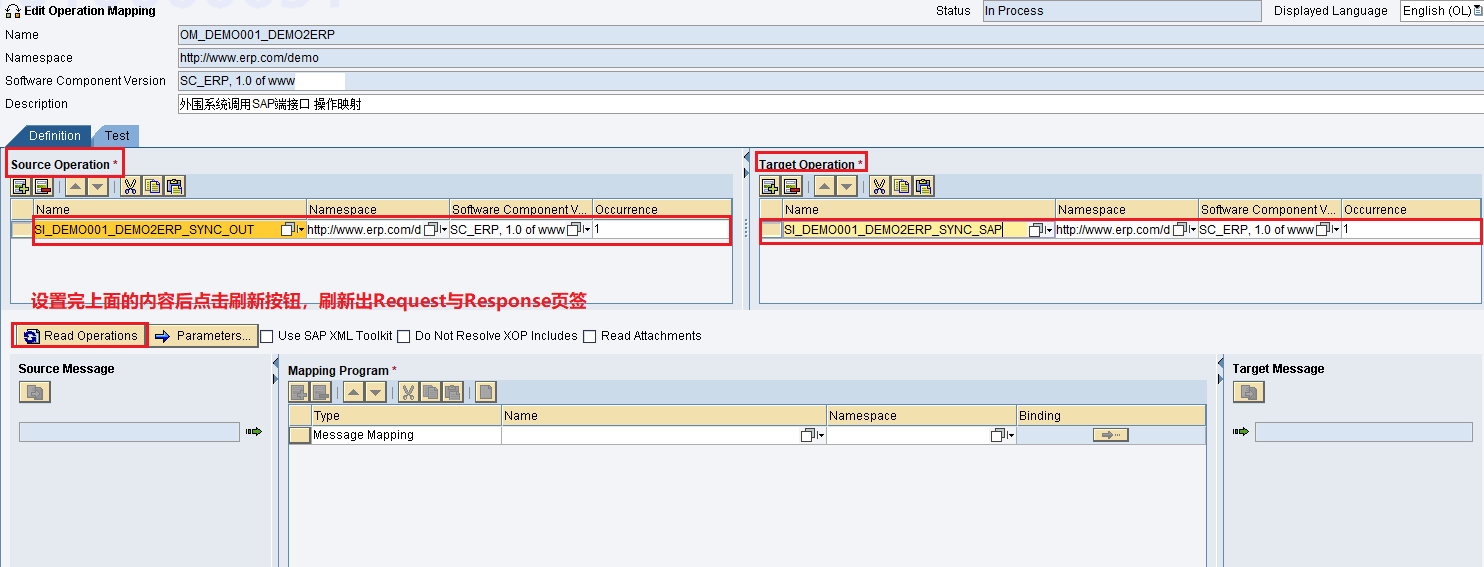 Edit Operation Mapping
Status In Process Displayed Language English (OL)
Name OM_DEMO001_DEMO2ERP
Namespace http://www.erp.com/demo
Software Component Version SC_ERP, 1.0 of www
Description 外围系统调用SAP端接口 操作映射
Definition Test
Source Operation * Target Operation *
Name Namespace Software Component V... Occurrence Name Namespace Software Component V... Occurrence
SI_DEMO001_DEMO2ERP_SYNC_OUT http://www.erp.com/d SC_ERP, 1.0 of www 1 SI_DEMO001_DEMO2ERP_SYNC_SAP http://www.erp.com/d SC_ERP, 1.0 of www 1
设置完上面的内容后点击刷新按钮，刷新出Request与Response页签
Read Operations Parameters... Use SAP XML Toolkit Do Not Resolve XOP Includes Read Attachments
Source Message Mapping Program * Target Message
Type Name Namespace Binding
Message Mapping